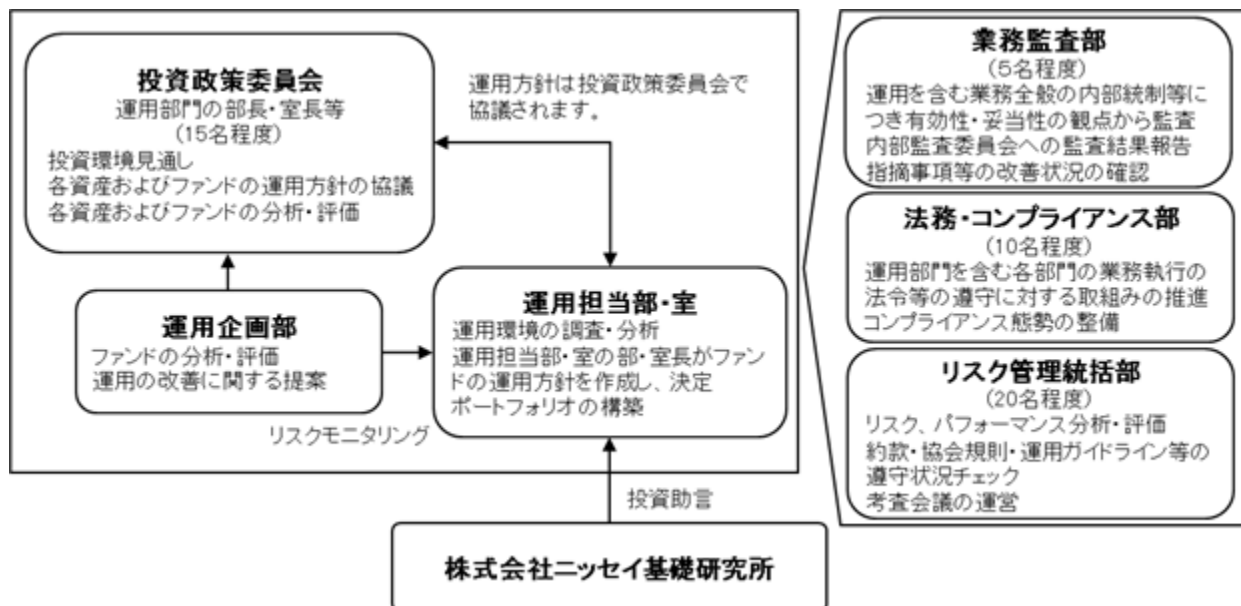 投資政策委員会
運用部門の部長・室長等
(15名程度)
投資環境見通し
各資産およびファンドの運用方針の協議
各資産およびファンドの分析・評価
運用方針は投資政策委員会で
協議されます。
運用企画部
ファンドの分析・評価
運用の改善に関する提案
リスクモニタリング
運用担当部・室
運用環境の調査・分析
運用担当部・室の部・室長がファン
ドの運用方針を作成し、決定
ポートフォリオの構築
投資助言
株式会社ニッセイ基礎研究所
業務監査部
(5名程度)
運用を含む業務全般の内部統制等に
つき有効性・妥当性の観点から監査
内部監査委員会への監査結果報告
指摘事項等の改善状況の確認
法務・コンプライアンス部
(10名程度)
運用部門を含む各部門の業務執行の
法令等の遵守に対する取組みの推進
コンプライアンス態勢の整備
リスク管理統括部
(20名程度)
リスク、パフォーマンス分析・評価
約款・協会規則・運用ガイドライン等の
遵守状況チェック
考査会議の運営